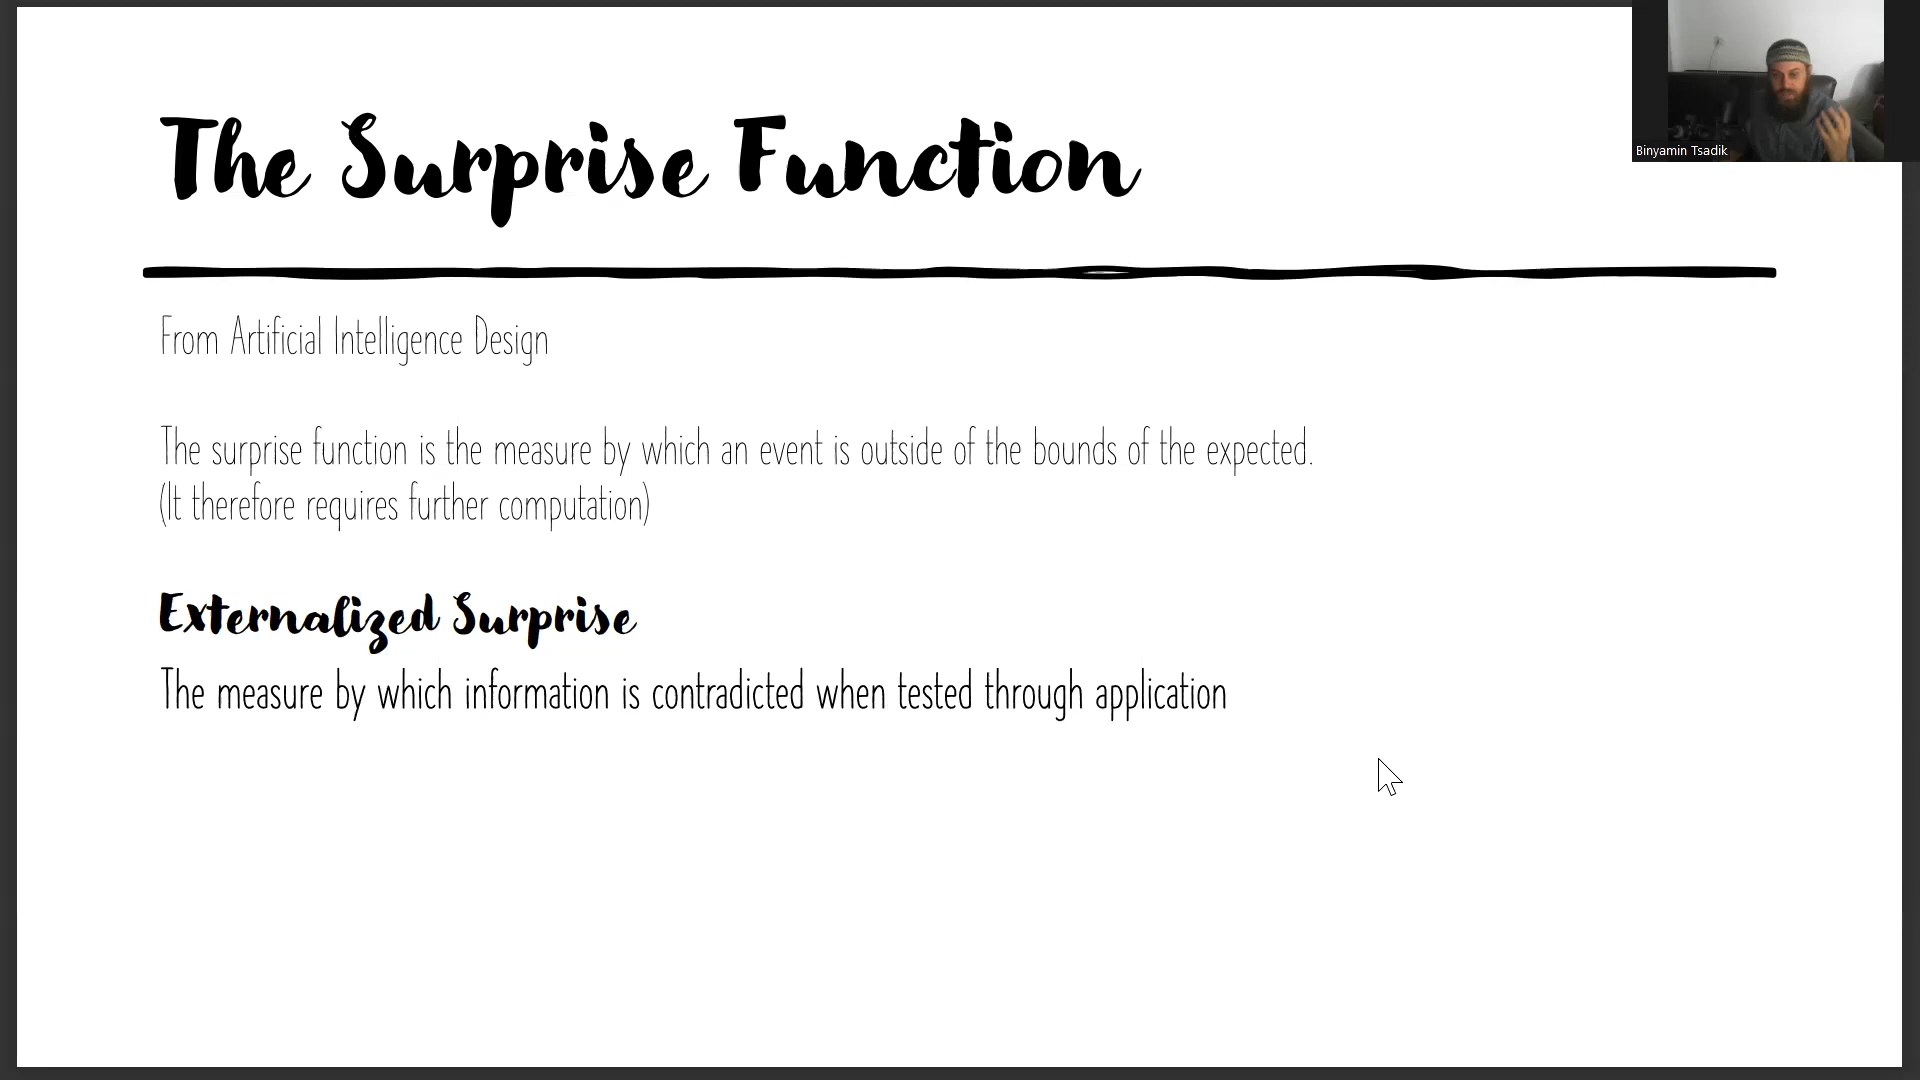 The Surprise Function
From Artificial Intelligence Design
The surprise function is the measure by which an event is outside of the bounds of the expected.
(It therefore requires further computation)
Externalized Surprise
The measure by which information is contradicted when tested through application
Binyamin Tsadik